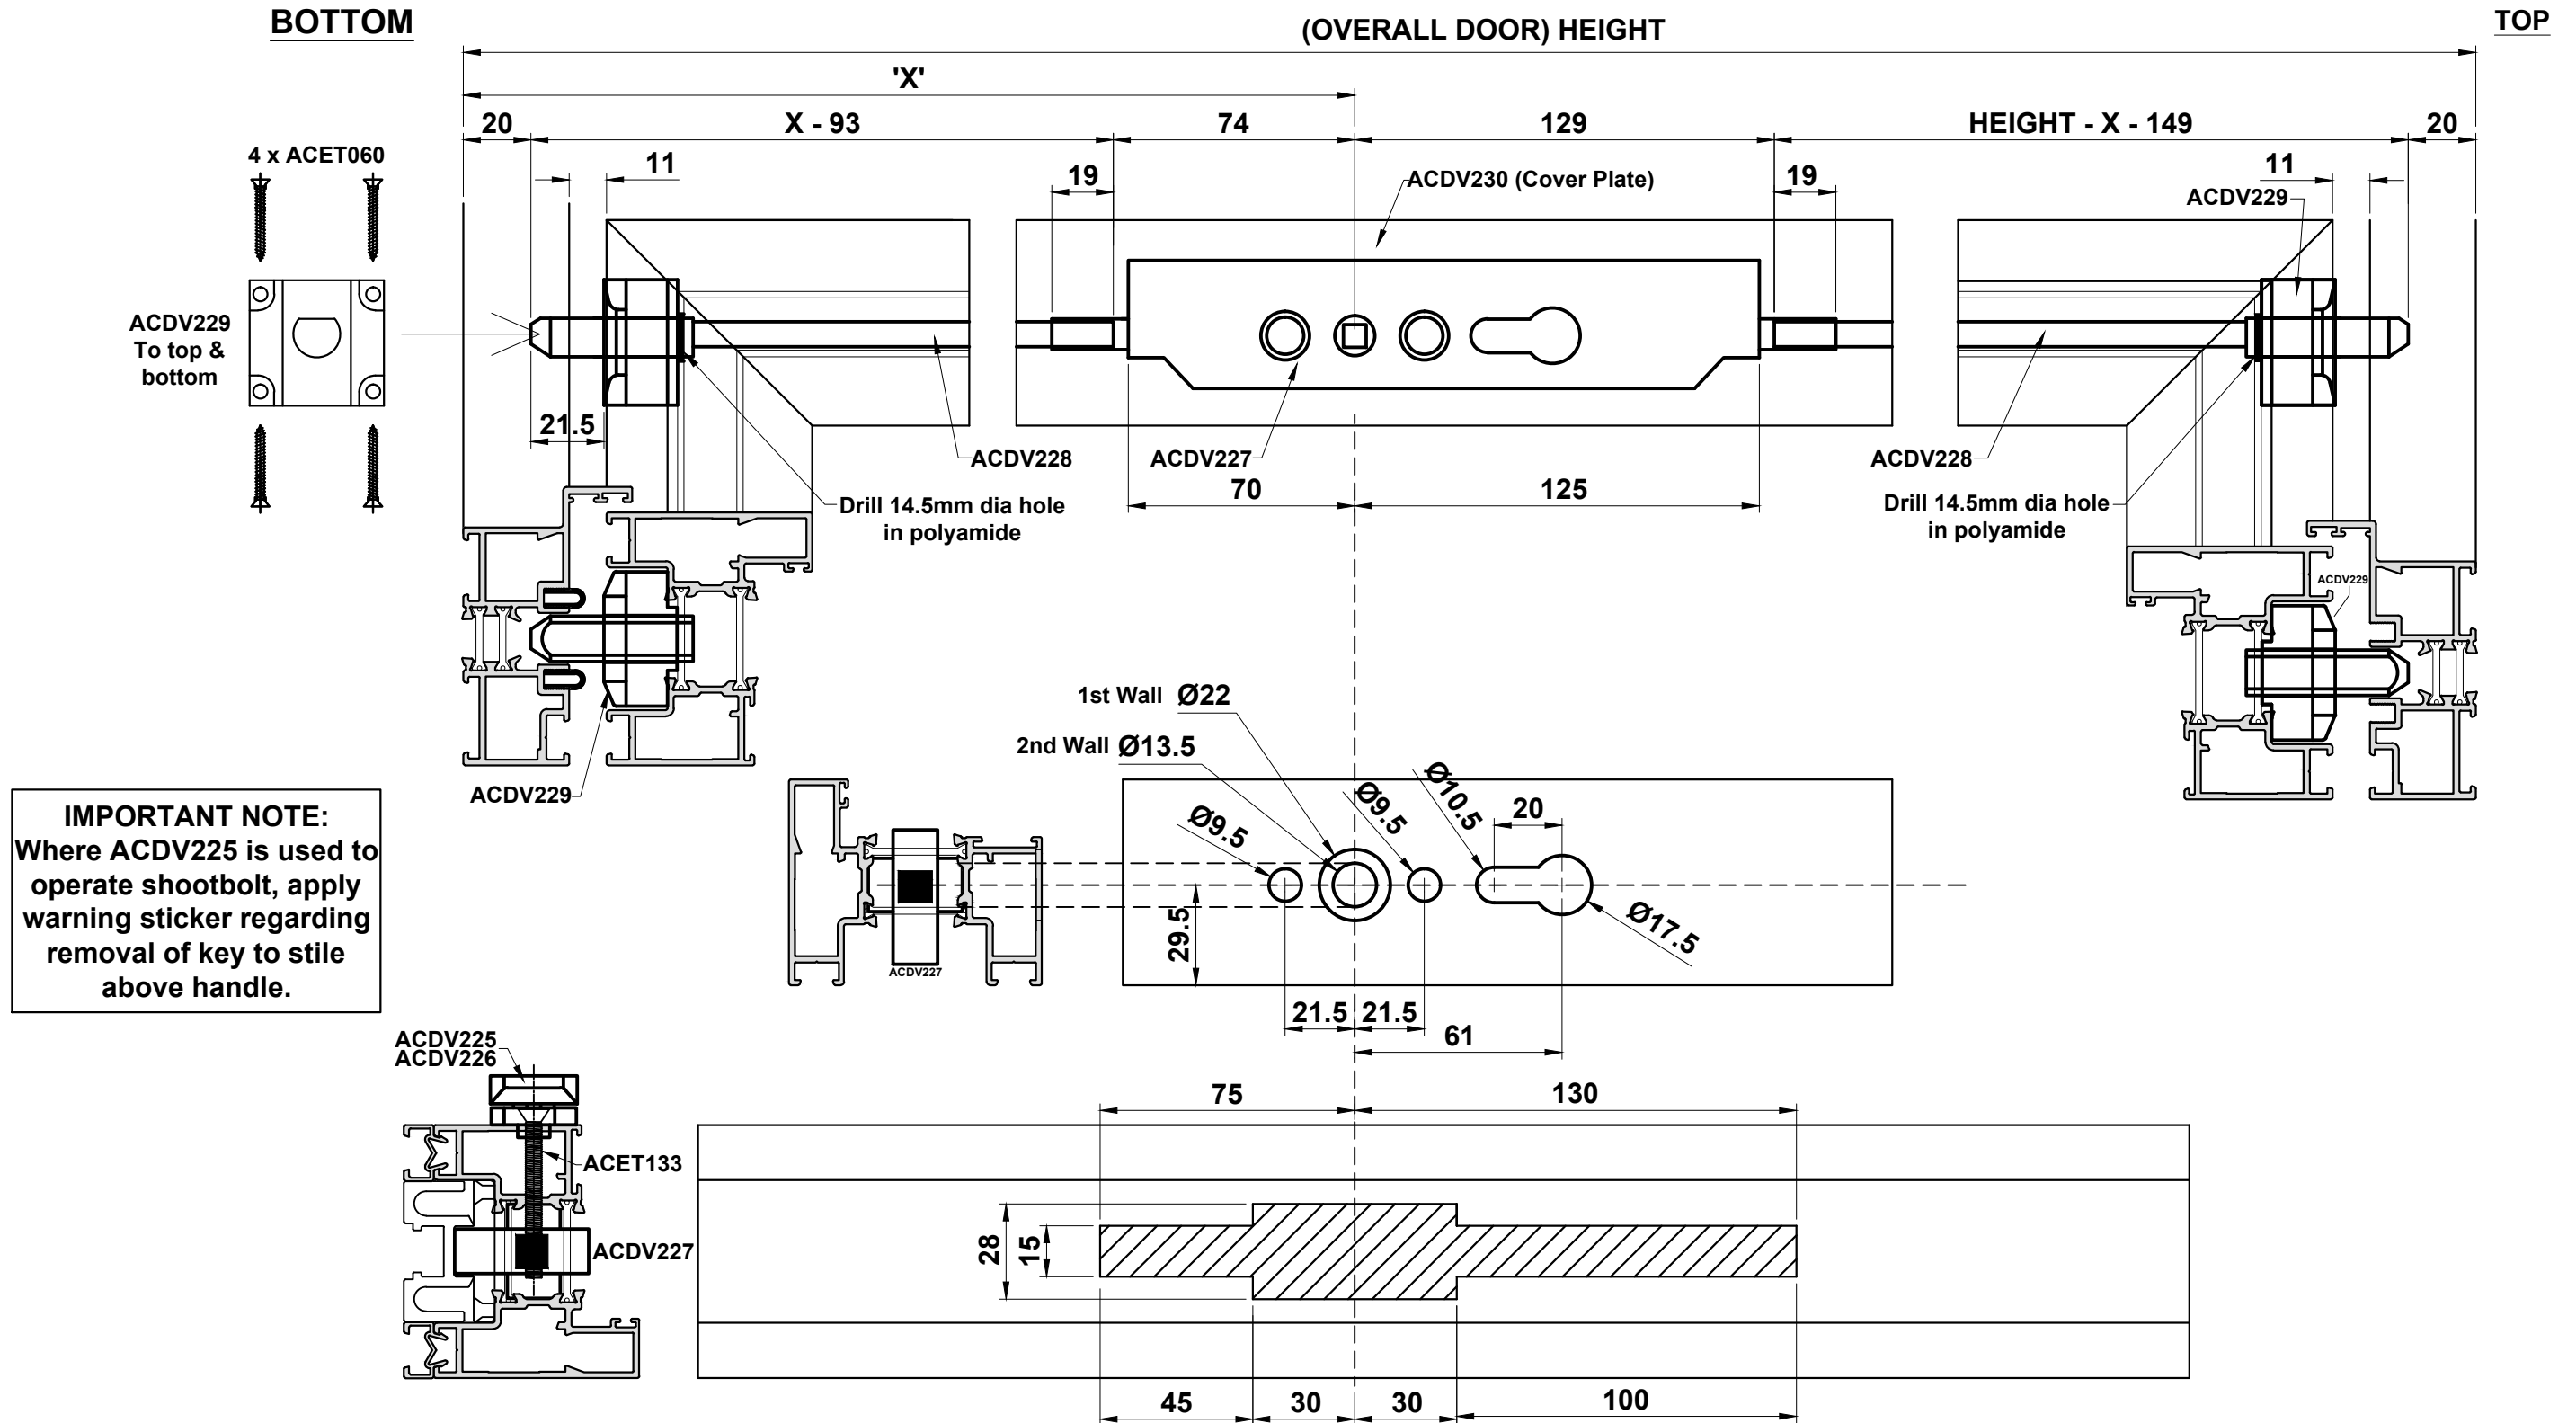 BOTTOM
(OVERALL DOOR) HEIGHT
TOP
'X'
20
X - 93
74
129
HEIGHT - X - 149
20
4 x ACET060
11
19
ACDV230 (Cover Plate)
19
11
ACDV229
ACDV229
To top &
bottom
21.5
ACDV228
ACDV227
ACDV228
70
125
Drill 14.5mm dia hole
in polyamide
Drill 14.5mm dia hole
in polyamide
ACDV229
1st Wall Ø22
2nd Wall Ø13.5
ACDV229
Ø9.5
Ø9.5
Ø10.5
20
Ø17.5
29.5
ACDV227
21.5
21.5
61
IMPORTANT NOTE:
Where ACDV225 is used to
operate shootbolt, apply
warning sticker regarding
removal of key to stile
above handle.
ACDV225
ACDV226
ACET133
ACDV227
75
130
28
15
45
30
30
100